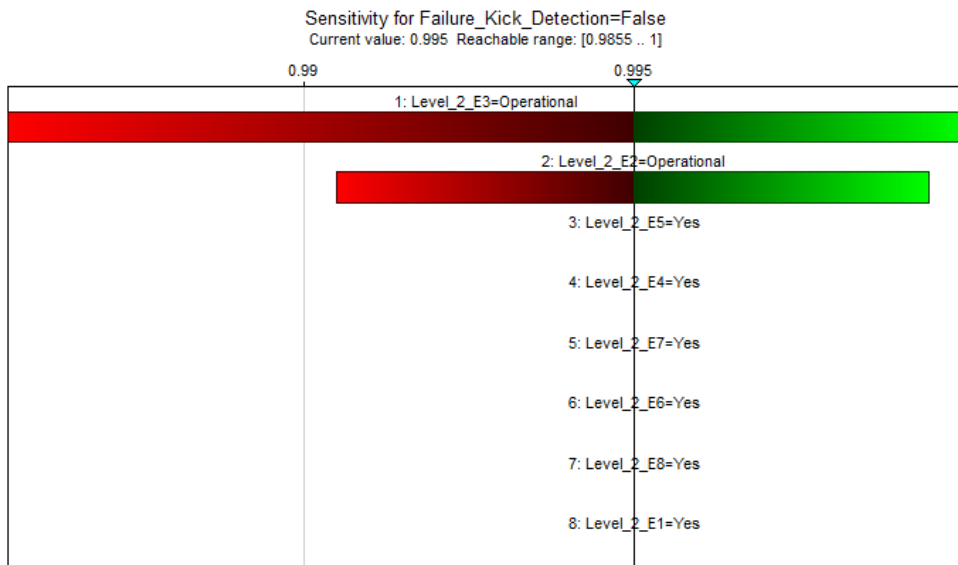 Sensitivity for Failure_Kick_Detection=False
Current value: 0.995 Reachable range: [0.9855 .. 1]
0.99 0.995
1: Level_2_E3=Operational
2: Level_2_E2=Operational
3: Level_2_E5=Yes
4: Level_2_E4=Yes
5: Level_2_E7=Yes
6: Level_2_E6=Yes
7: Level_2_E8=Yes
8: Level_2_E1=Yes